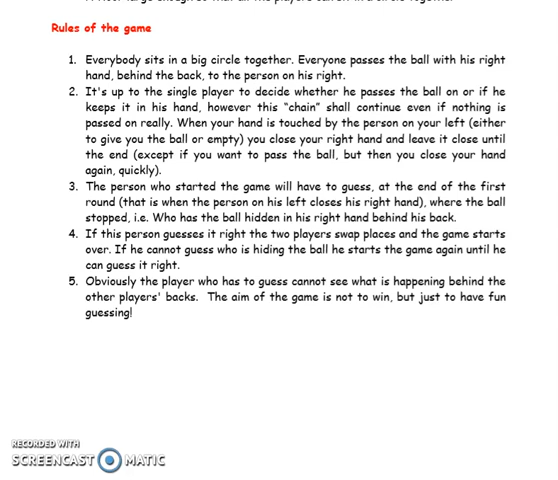 Rules of the game
1. Everybody sits in a big circle together. Everyone passes the ball with his right
hand, behind the back, to the person on his right.
2. It's up to the single player to decide whether he passes the ball on or if he
keeps it in his hand, however this "chain" shall continue even if nothing is
passed on really. When your hand is touched by the person on your left (either
to give you the ball or empty) you close your right hand and leave it close until
the end (except if you want to pass the ball, but then you close your hand
again, quickly).
3. The person who started the game will have to guess, at the end of the first
round (that is when the person on his left closes his right hand), where the ball
stopped, i.e. Who has the ball hidden in his right hand behind his back.
4. If this person guesses it right the two players swap places and the game starts
over. If he cannot guess who is hiding the ball he starts the game again until he
can guess it right.
5. Obviously the player who has to guess cannot see what is happening behind the
other players' backs. The aim of the game is not to win, but just to have fun
guessing!
RECORDED WITH
SCREENCAST MATIC